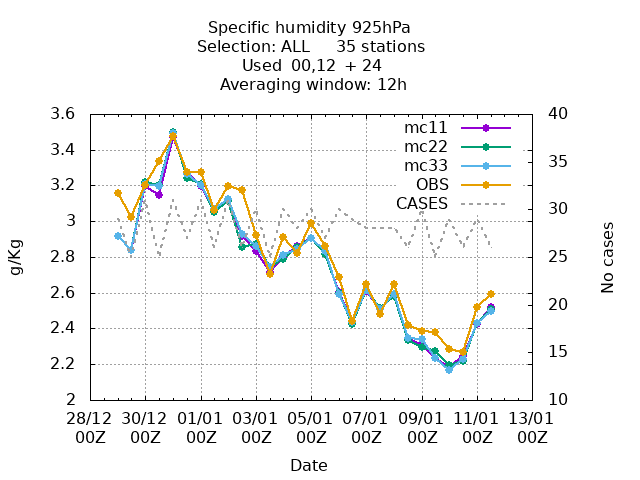 Specific humidity 925hPa
Selection: ALL 35 stations
Used 00,12 + 24
Averaging window: 12h
3.6
3.4
3.2
3
2.8
2.6
2.4
2.2
2
40
35
30
25
20
15
10
mc11
mc22
mc33
OBS
CASES
g/Kg
No cases
28/12 30/12 01/01 03/01 05/01 07/01 09/01 11/01 13/01
00Z 00Z 00Z 00Z 00Z 00Z 00Z 00Z 00Z
Date